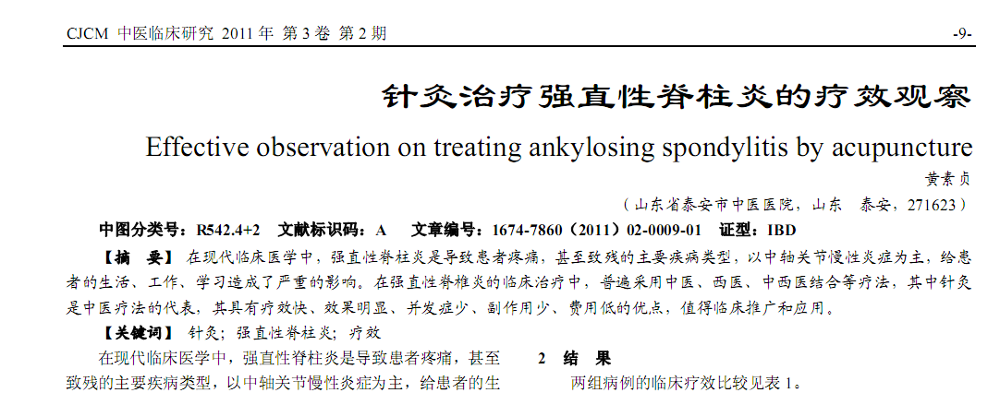 CJCM 中医临床研究 2011年 第3卷 第2期 -9-
针灸治疗强直性脊柱炎的疗效观察
Effective observation on treating ankylosing spondylitis by acupuncture
黄素贞
（山东省泰安市中医医院，山东 泰安，271623）
中图分类号：R542.4+2 文献标识码：A 文章编号：1674-7860（2011）02-0009-01 证型：IBD
【摘 要】 在现代临床医学中，强直性脊柱炎是导致患者疼痛，甚至致残的主要疾病类型，以中轴关节慢性炎症为主，给患
者的生活、工作、学习造成了严重的影响。在强直性脊椎炎的临床治疗中，普遍采用中医、西医、中西医结合等疗法，其中针灸
是中医疗法的代表，其具有疗效快、效果明显、并发症少、副作用少、费用低的优点，值得临床推广和应用。
【关键词】 针灸；强直性脊柱炎；疗效
在现代临床医学中，强直性脊柱炎是导致患者疼痛，甚至
致残的主要疾病类型，以中轴关节慢性炎症为主，给患者的生
2 结 果
两组病例的临床疗效比较见表 1。